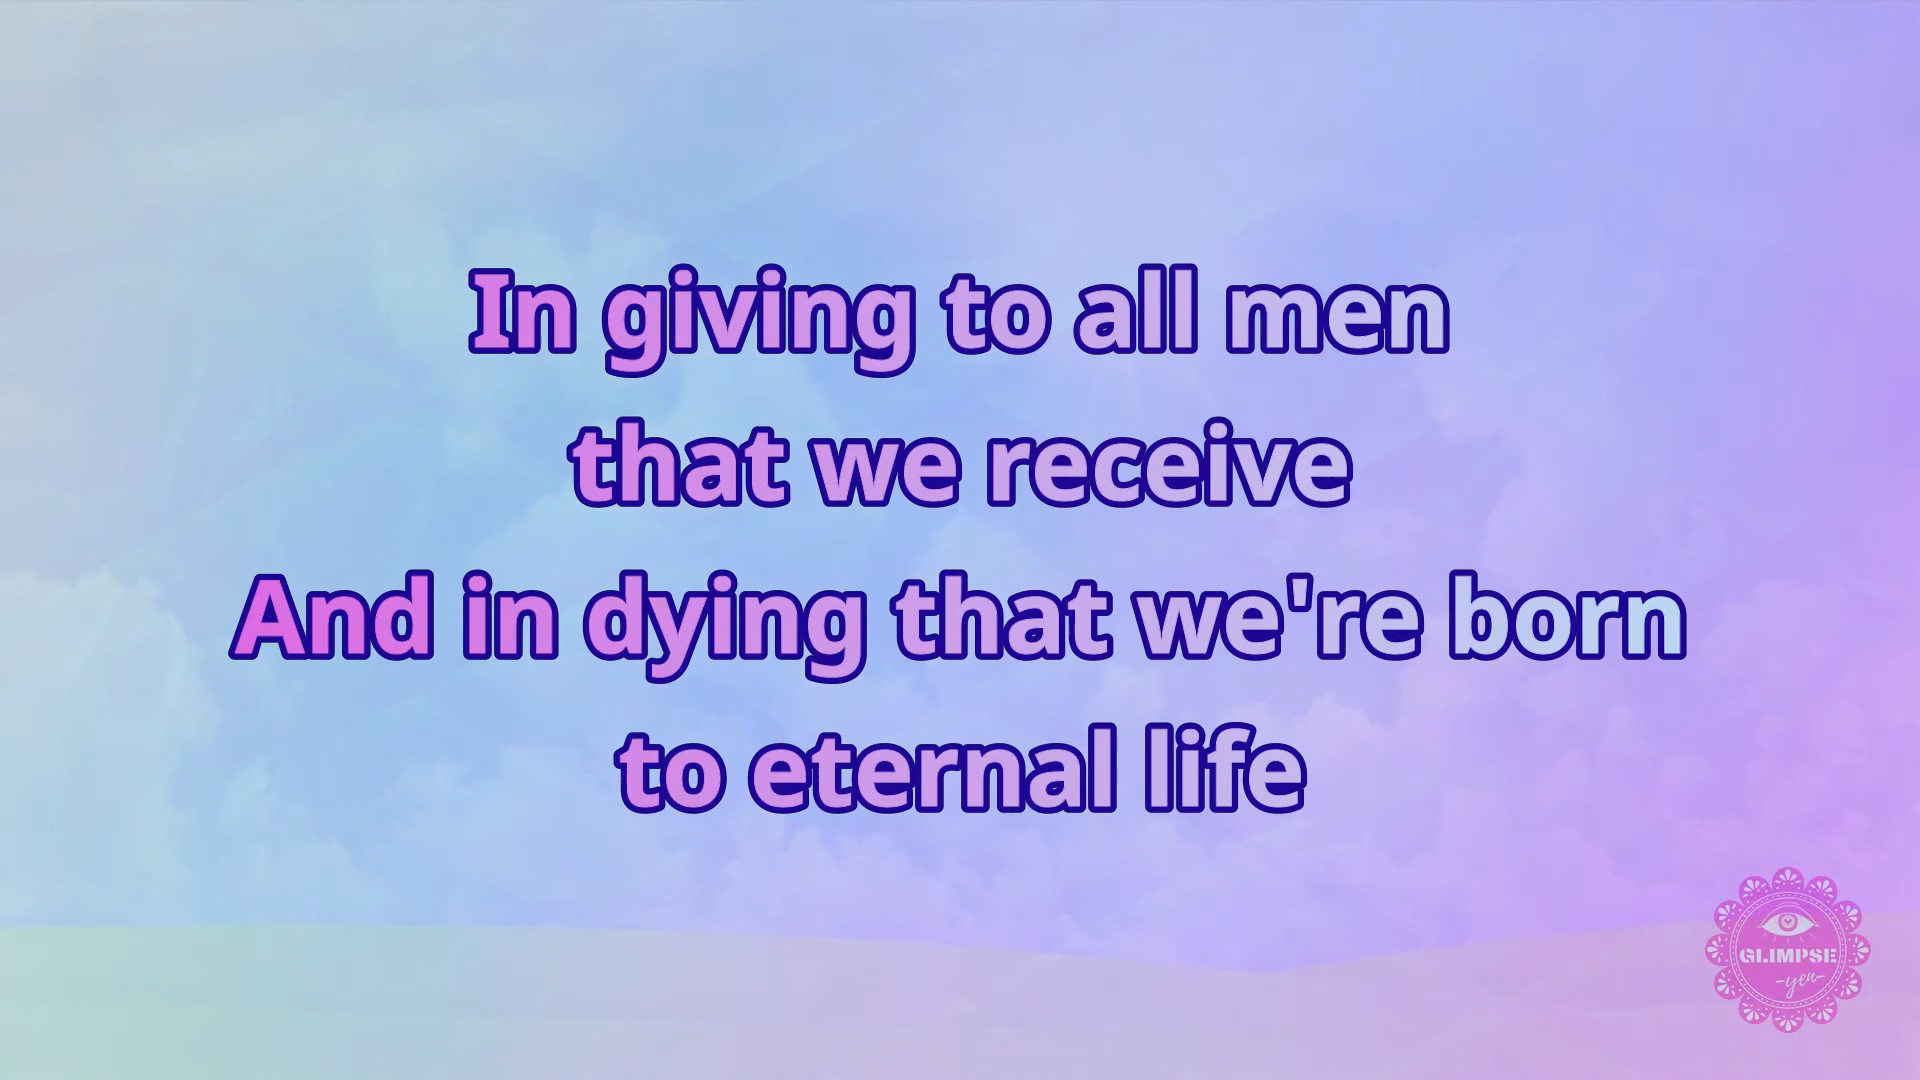 In giving to all men
that we receive
And in dying that we're born
to eternal life
GLIMPSE
-yen-